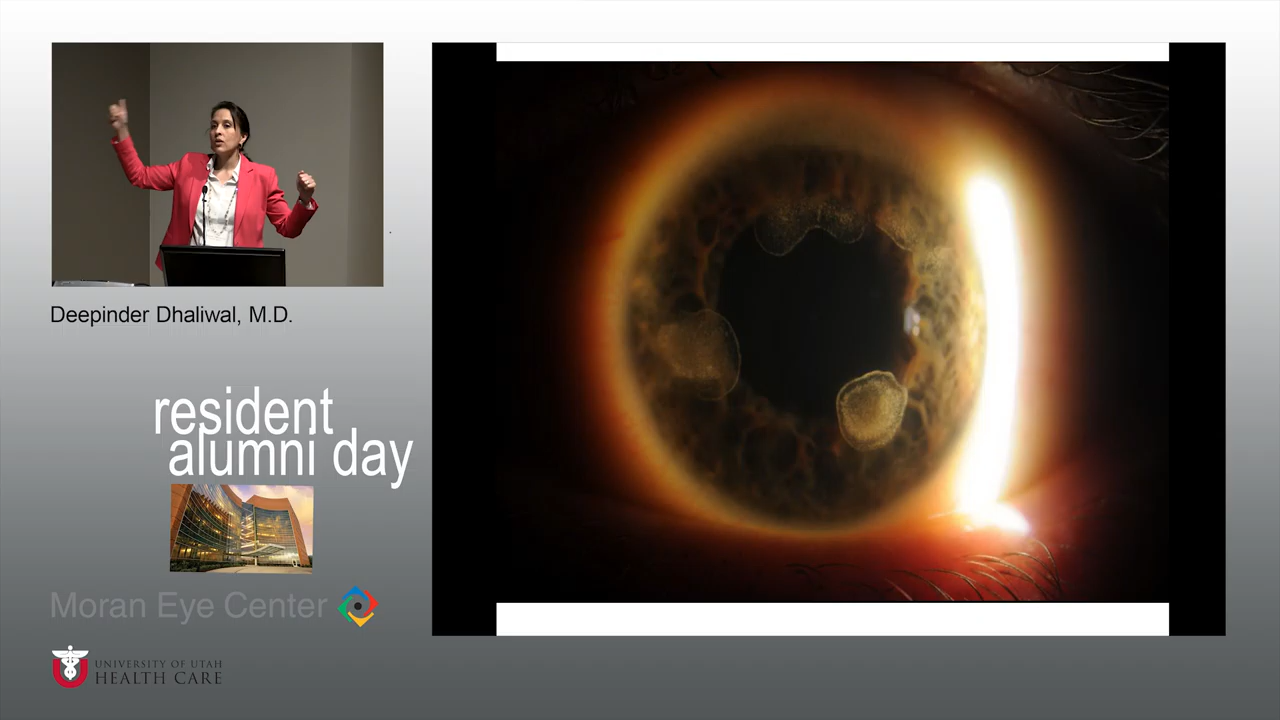 Deepinder Dhaliwal, M.D.
resident
alumni day
Moran Eye Center
UNIVERSITY OF UTAH
HEALTH CARE